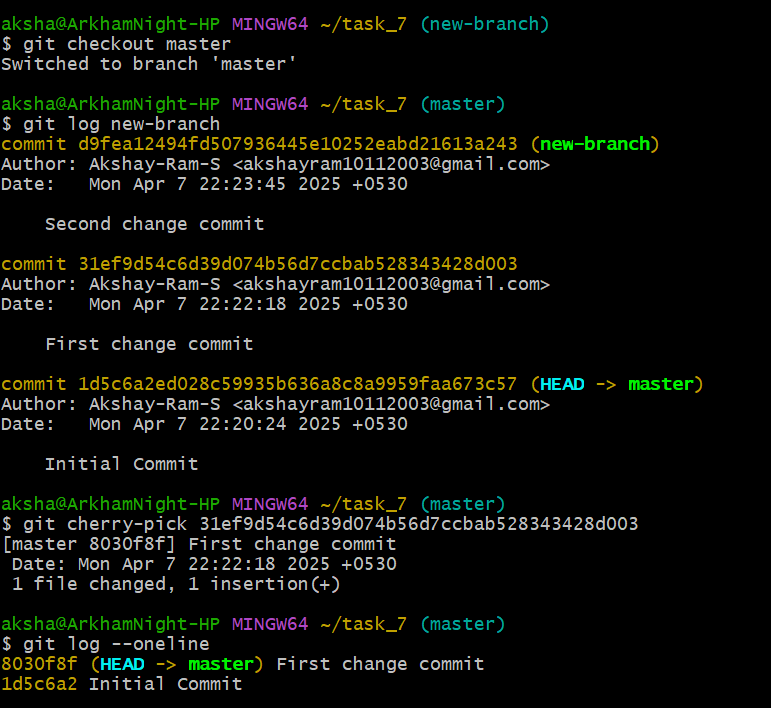 aksha@ArkhamNight-HP MINGW64 ~/task_7 (new-branch)
$ git checkout master
Switched to branch 'master'
aksha@ArkhamNight-HP MINGW64 ~/task_7 (master)
$ git log new-branch
commit d9fea12494fd507936445e10252eabd21613a243 (new-branch)
Author: Akshay-Ram-S <akshayram10112003@gmail.com>
Date:   Mon Apr 7 22:23:45 2025 +0530
    Second change commit
commit 31ef9d54c6d39d074b56d7ccbab528343428d003
Author: Akshay-Ram-S <akshayram10112003@gmail.com>
Date:   Mon Apr 7 22:22:18 2025 +0530
    First change commit
commit 1d5c6a2ed028c59935b636a8c8a9959faa673c57 (HEAD -> master)
Author: Akshay-Ram-S <akshayram10112003@gmail.com>
Date:   Mon Apr 7 22:20:24 2025 +0530
    Initial Commit
aksha@ArkhamNight-HP MINGW64 ~/task_7 (master)
$ git cherry-pick 31ef9d54c6d39d074b56d7ccbab528343428d003
[master 8030f8f] First change commit
 Date: Mon Apr 7 22:22:18 2025 +0530
 1 file changed, 1 insertion(+)
aksha@ArkhamNight-HP MINGW64 ~/task_7 (master)
$ git log --oneline
8030f8f (HEAD -> master) First change commit
1d5c6a2 Initial Commit